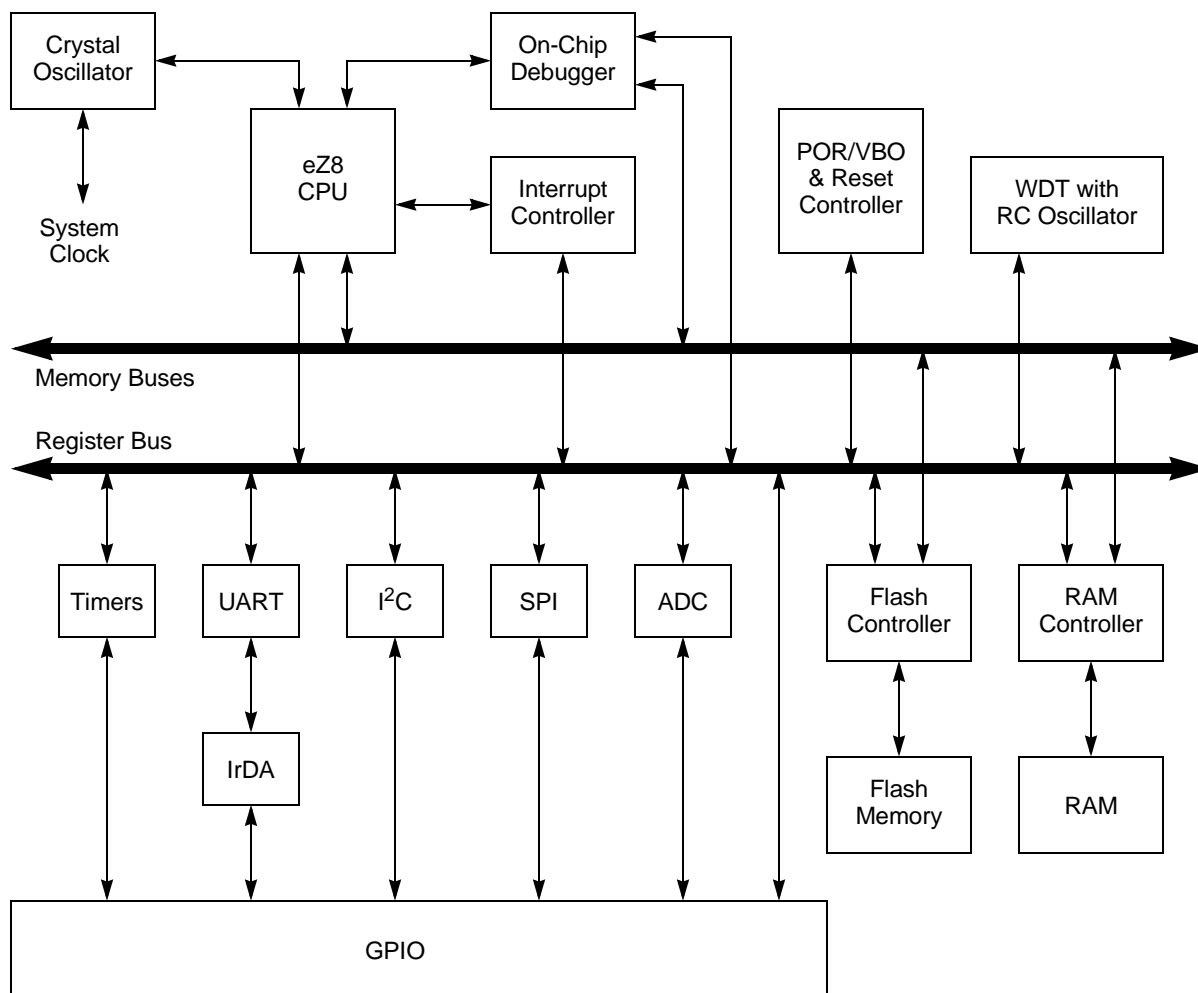 Crystal
Oscillator
On-Chip
Debugger
eZ8
CPU
Interrupt
Controller
POR/VBO
& Reset
Controller
WDT with
RC Oscillator
System
Clock
Memory Buses
Register Bus
Timers
UART
I²C
SPI
ADC
Flash
Controller
RAM
Controller
IrDA
Flash
Memory
RAM
GPIO